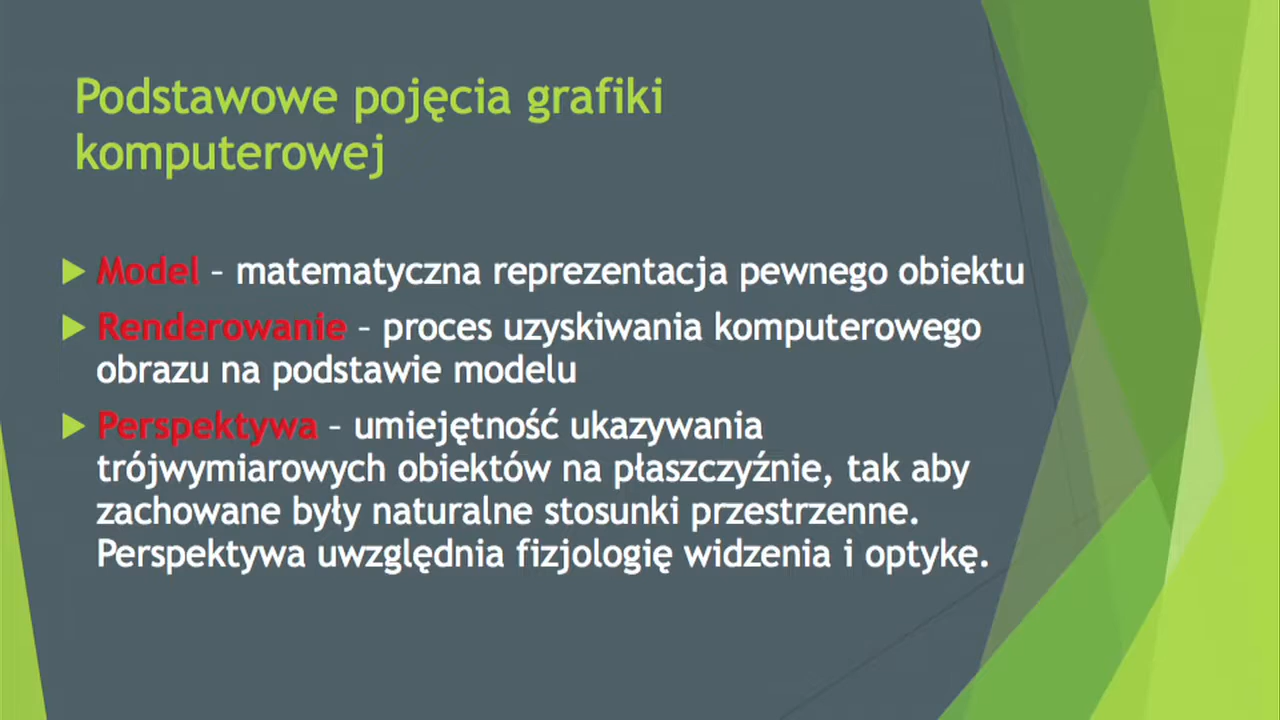 Podstawowe pojęcia grafiki
komputerowej
Model – matematyczna reprezentacja pewnego obiektu
Renderowanie – proces uzyskiwania komputerowego
obrazu na podstawie modelu
Perspektywa – umiejętność ukazywania
trójwymiarowych obiektów na płaszczyźnie, tak aby
zachowane były naturalne stosunki przestrzenne.
Perspektywa uwzględnia fizjologię widzenia i optykę.